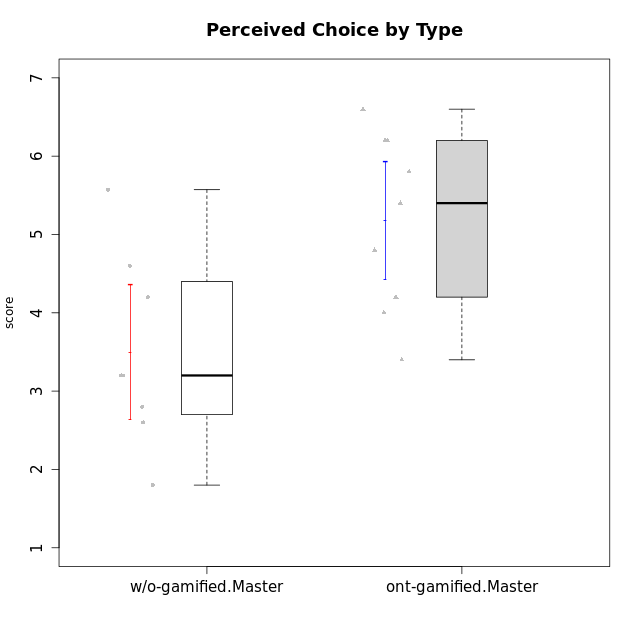 Perceived Choice by Type
score
7
6
5
4
3
2
1
w/o-gamified.Master
ont-gamified.Master